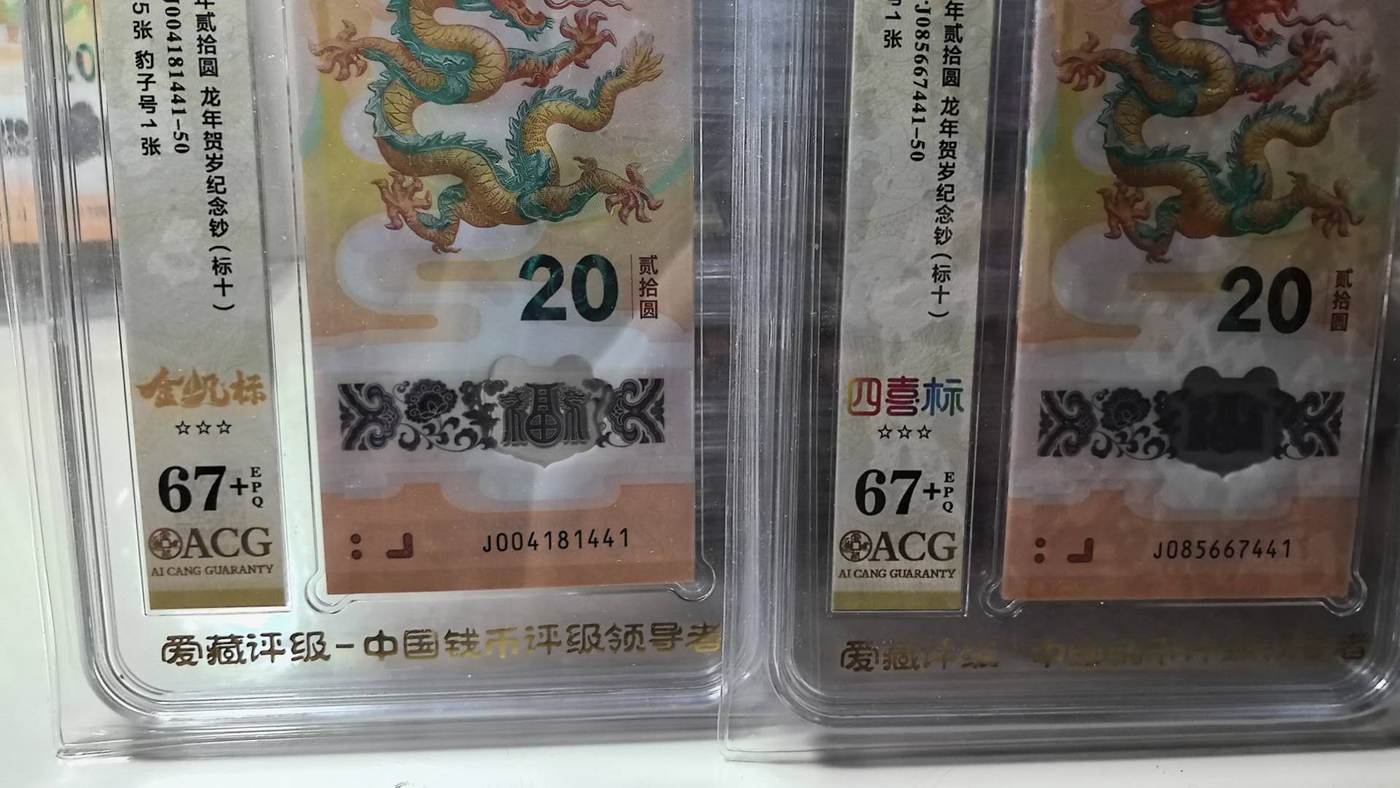 年贰拾圆 龙年贺岁纪念钞(标十)
J004181441-50
5张 豹子号1张
金
标
☆☆☆
67+
EPQ
ACG
AI CANG GUARANTY
20
贰拾圆
福
J004181441
爱藏评级-中国钱币评级领导者
年贰拾圆 龙年贺岁纪念钞(标十)
:J085667441-50
1张
四喜标
☆☆☆
67+
EPQ
ACG
AI CANG GUARANTY
20
贰拾圆
J085667441
爱藏评级
者
20